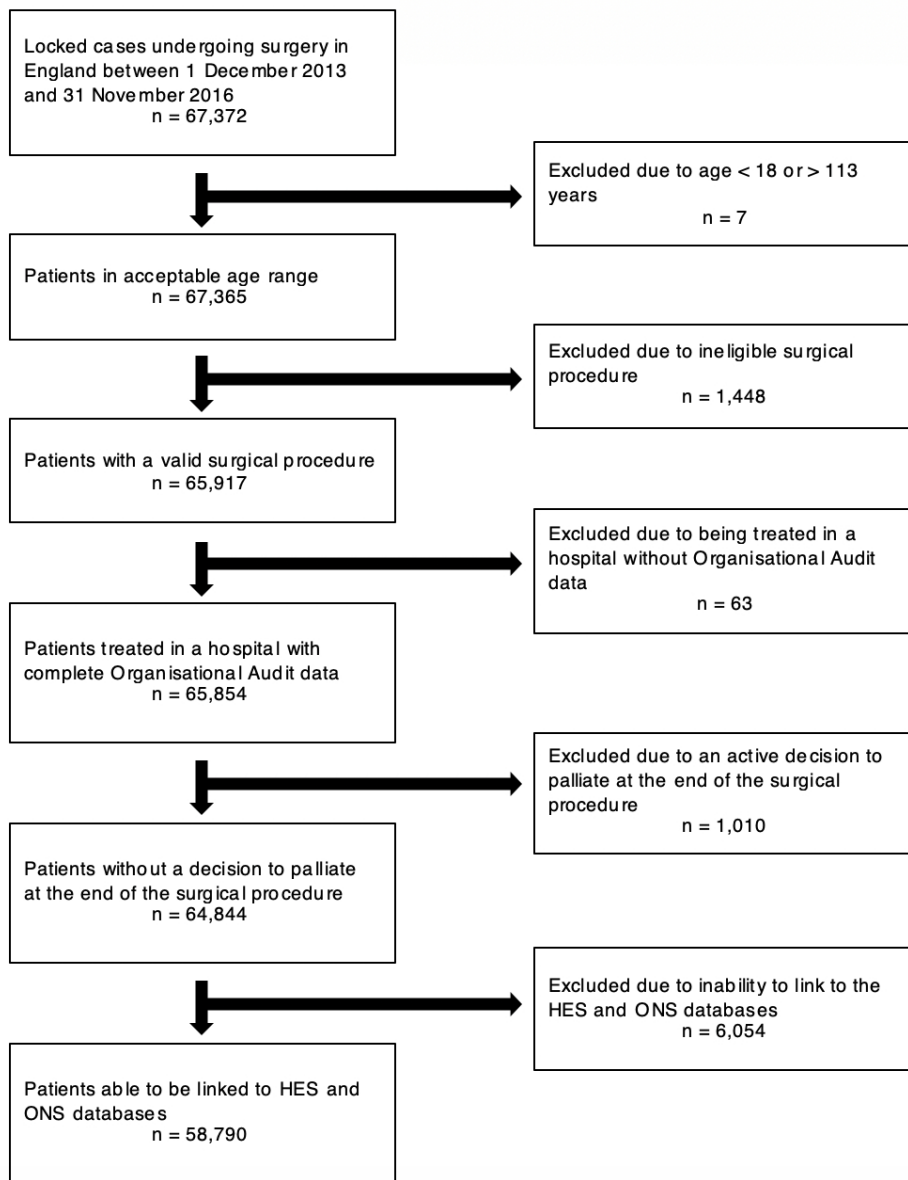 Locked cases undergoing surgery in
England between 1 December 2013
and 31 November 2016
n = 67,372
Excluded due to age < 18 or > 113
years
n = 7
Patients in acceptable age range
n = 67,365
Excluded due to ineligible surgical
procedure
n = 1,448
Patients with a valid surgical procedure
n = 65,917
Excluded due to being treated in a
hospital without Organisational Audit
data
n = 63
Patients treated in a hospital with
complete Organisational Audit data
n = 65,854
Excluded due to an active decision to
palliate at the end of the surgical
procedure
n = 1,010
Patients without a decision to palliate
at the end of the surgical procedure
n = 64,844
Excluded due to inability to link to the
HES and ONS databases
n = 6,054
Patients able to be linked to HES and
ONS databases
n = 58,790